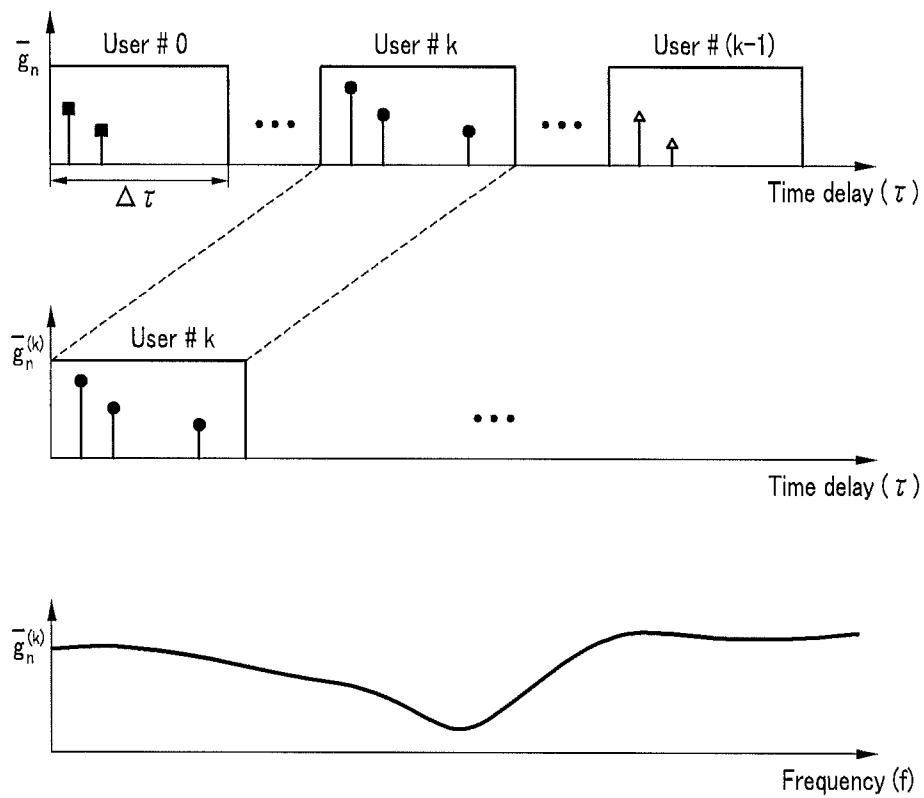 User # 0
User # k
User # (k-1)
g̅ₙ
•••
•••
Δτ
Time delay (τ)
User # k
g̅ₙ⁽ᵏ⁾
•••
Time delay (τ)
g̅ₙ⁽ᵏ⁾
Frequency (f)